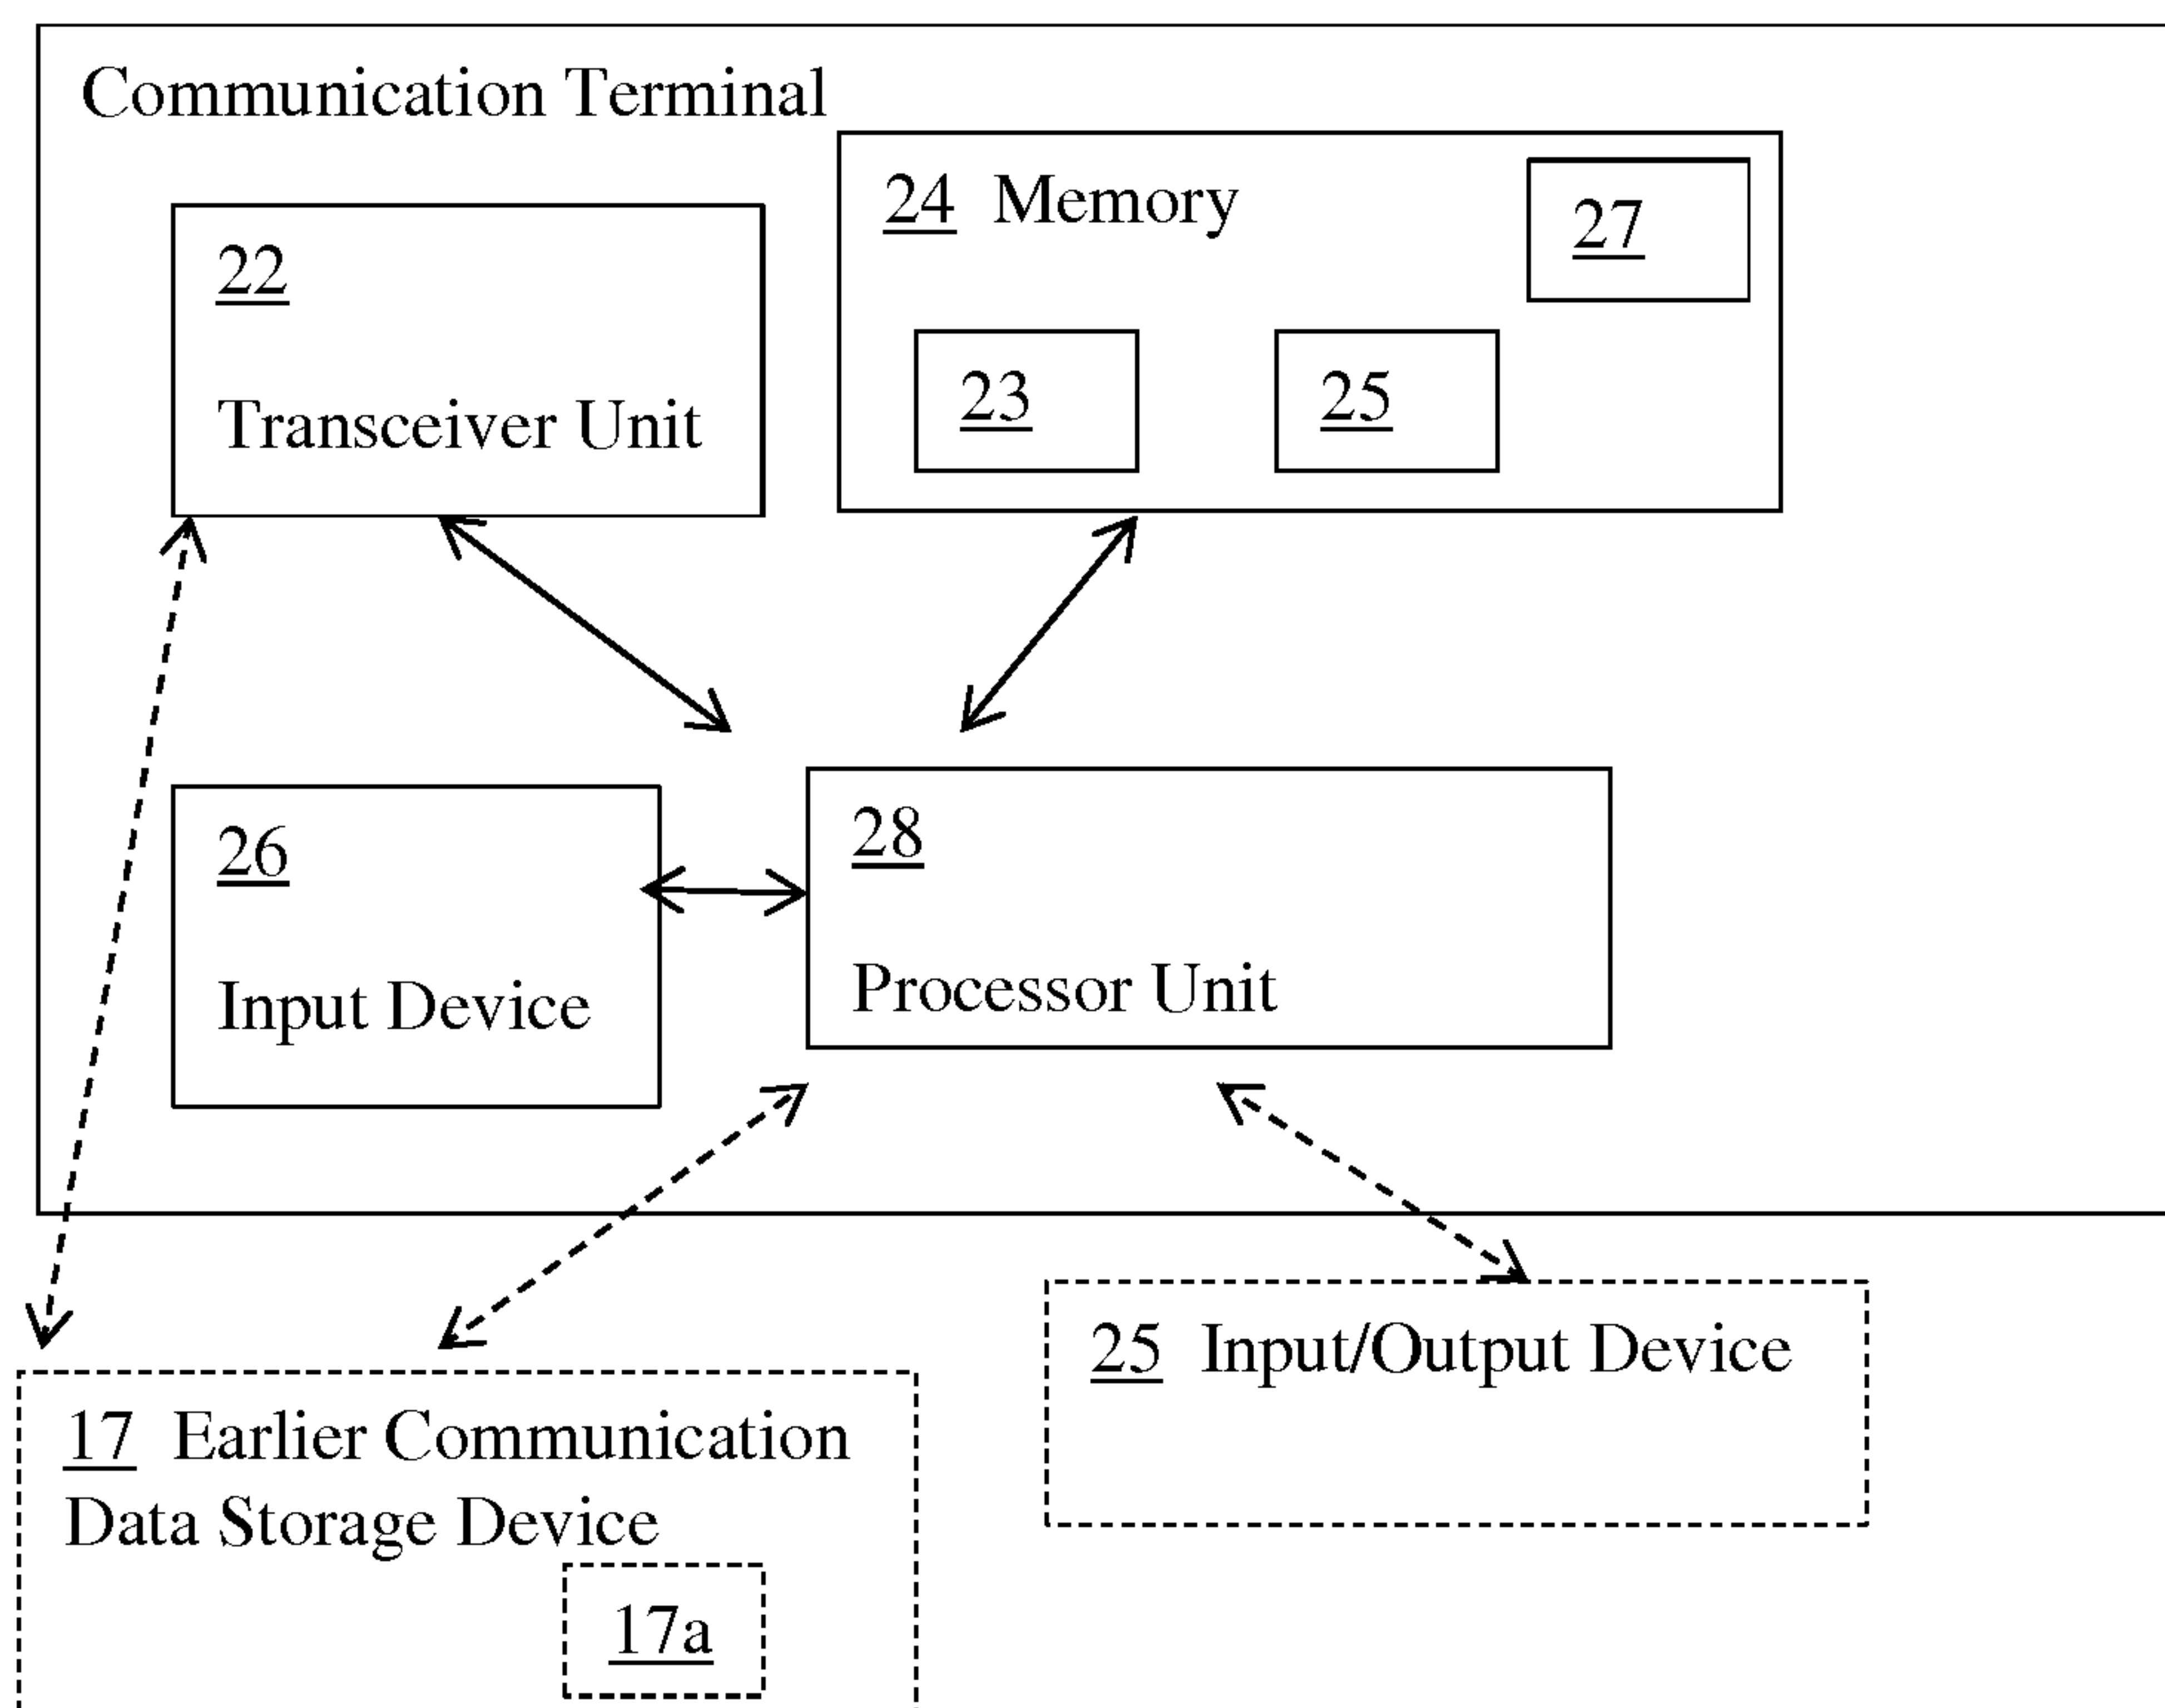 Communication Terminal
24 Memory
27
22
23
25
Transceiver Unit
26
28
Input Device
Processor Unit
25 Input/Output Device
17 Earlier Communication
Data Storage Device
17a